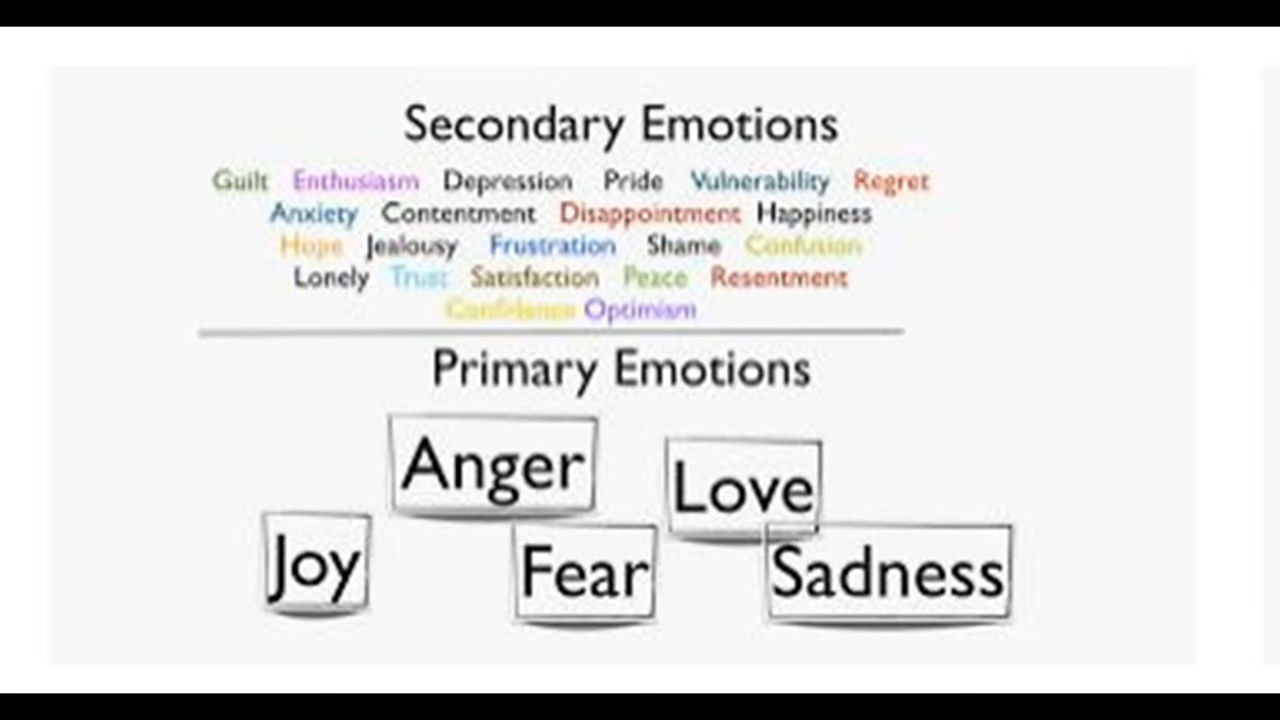 Secondary Emotions
Guilt Enthusiasm Depression Pride Vulnerability Regret
Anxiety Contentment Disappointment Happiness
Hope Jealousy Frustration Shame Confusion
Lonely Trust Satisfaction Peace Resentment
Confidence Optimism
Primary Emotions
Anger Love
Joy Fear Sadness